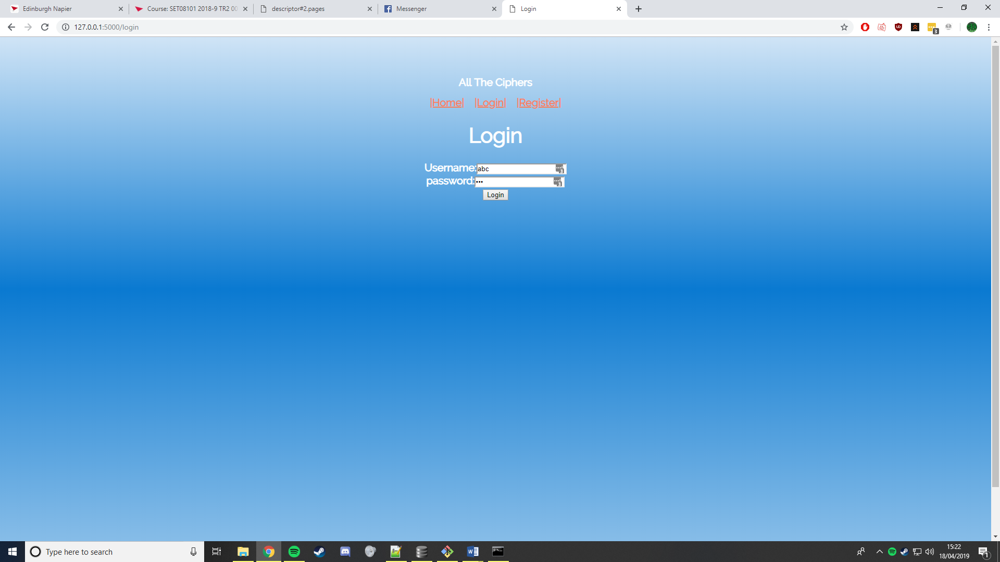 Edinburgh Napier
Course: SET08101 2018-9 TR2 00
descriptor#2.pages
Messenger
Login
127.0.0.1:5000/login
3
All The Ciphers
|Home| |Login| |Register|
Login
Username:abc
3
password:•••
3
Login
Type here to search
15:22
18/04/2019
1